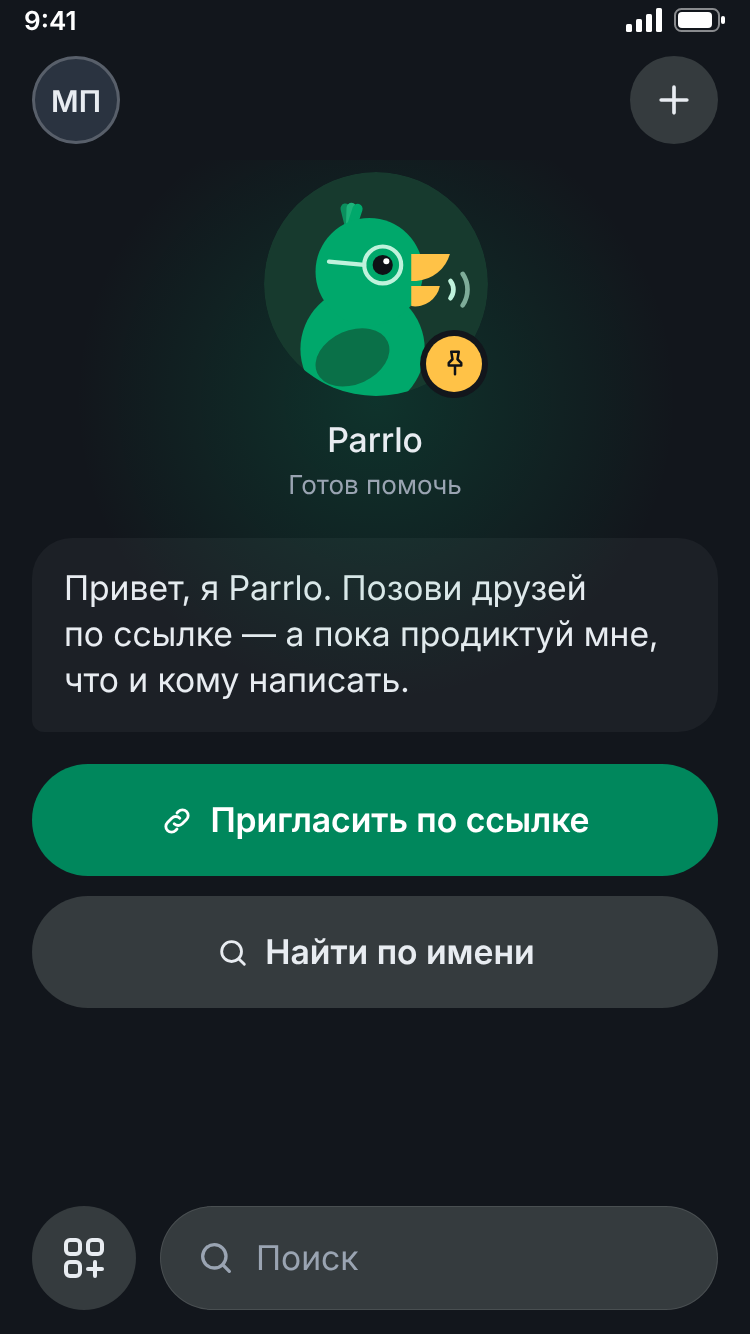 9:41
МП
Parrlo
Готов помочь
Привет, я Parrlo. Позови друзей
по ссылке — а пока продиктуй мне,
что и кому написать.
Пригласить по ссылке
Найти по имени
Поиск